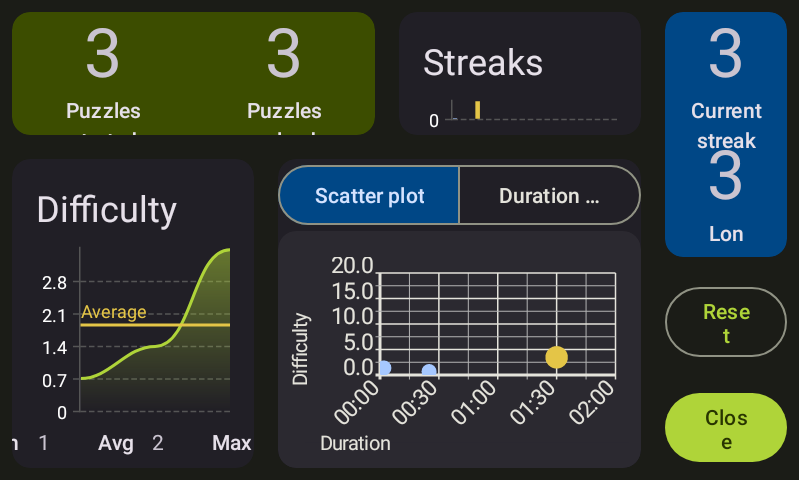 3
Puzzles
3
Puzzles
Streaks
0
3
Current
streak
3
Lon
Difficulty
2.8
2.1
1.4
0.7
0
Average
1
Avg 2
Max
Scatter plot
Duration ...
20.0
15.0
10.0
5.0
0.0
Difficulty
00:00
00:30
01:00
01:30
02:00
Duration
Rese
t
Clos
e